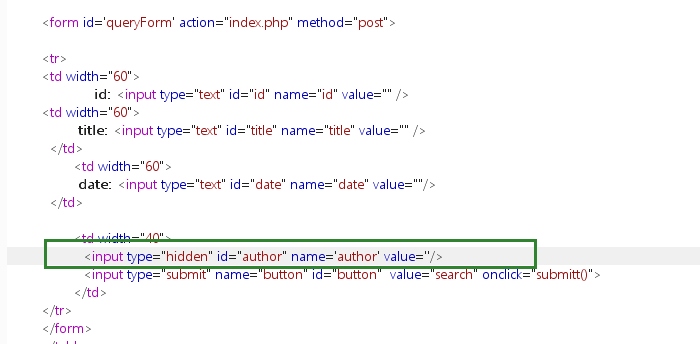 <form id='queryForm' action="index.php" method="post">
<tr>
<td width="60">
id: <input type="text" id="id" name="id" value="" />
<td width="60">
title: <input type="text" id="title" name="title" value="" />
</td>
<td width="60">
date: <input type="text" id="date" name="date" value=""/>
</td>
<td width="40">
<input type="hidden" id="author" name='author' value=''/>
<input type="submit" name="button" id="button" value="search" onclick="submitt()">
</td>
</tr>
</form>